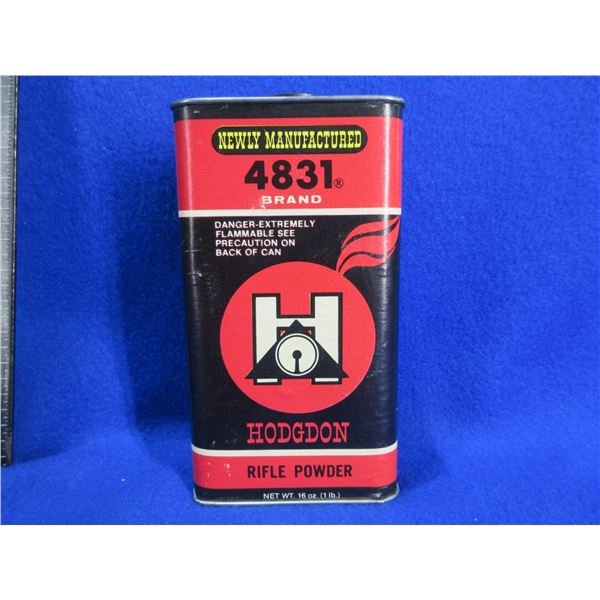 NEWLY MANUFACTURED
4831®
BRAND
DANGER-EXTREMELY
FLAMMABLE SEE
PRECAUTION ON
BACK OF CAN
H
HODGDON
RIFLE POWDER
NET WT. 16 oz. (1 lb.)